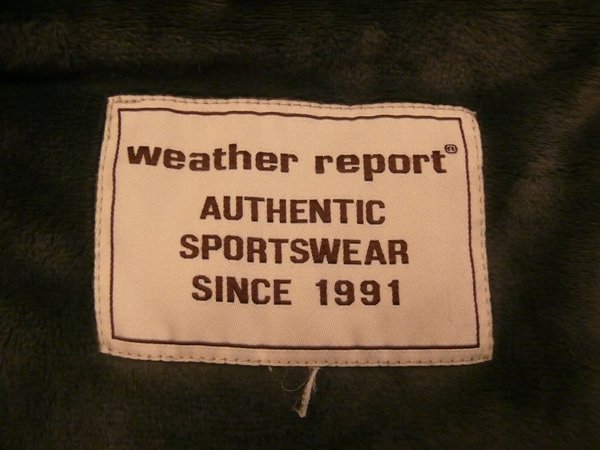 weather report®
AUTHENTIC
SPORTSWEAR
SINCE 1991